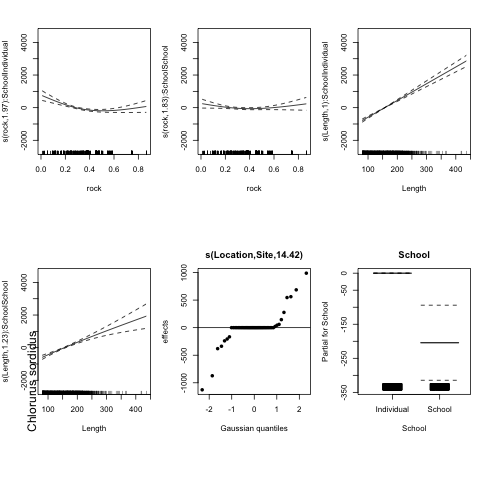 s(rock,1.97):SchoolIndividual
-2000 0 2000 4000
0.0 0.2 0.4 0.6 0.8
rock
s(rock,1.83):SchoolSchool
-2000 0 2000 4000
0.0 0.2 0.4 0.6 0.8
rock
s(Length,1):SchoolIndividual
-2000 0 2000 4000
100 200 300 400
Length
s(Length,1.23):SchoolSchool
-2000 0 2000 4000
100 200 300 400
Length
Chlorurus sordidus
s(Location,Site,14.42)
effects
-1000 -500 0 500 1000
-2 -1 0 1 2
Gaussian quantiles
School
Partial for School
-350 -250 -150 -50 0
Individual School
School